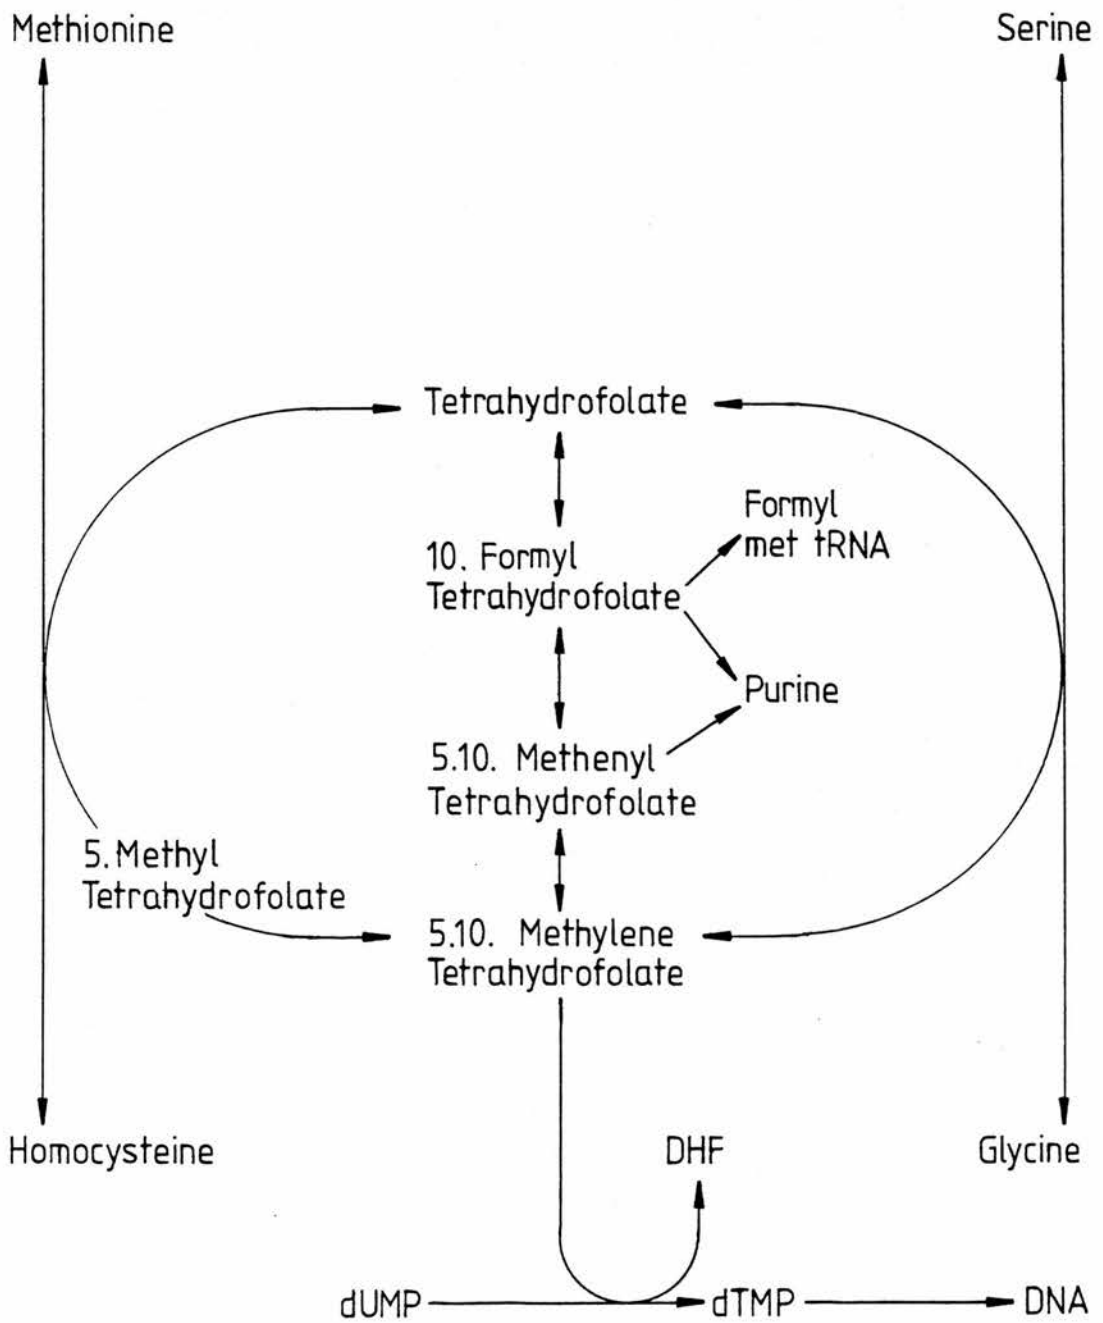 Methionine
Serine
Tetrahydrofolate
Formyl
met tRNA
10. Formyl
Tetrahydrofolate
Purine
5.10. Methenyl
Tetrahydrofolate
5. Methyl
Tetrahydrofolate
5.10. Methylene
Tetrahydrofolate
Homocysteine
DHF
Glycine
dUMP
dTMP
DNA